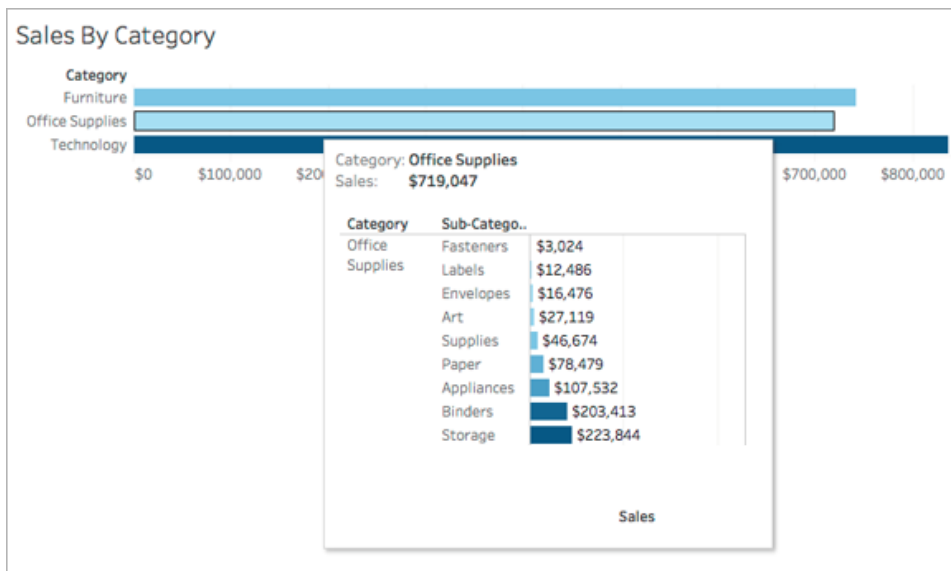 Sales By Category
Category
Furniture
Office Supplies
Technology
$0 $100,000 $20 $700,000 $800,000
Category: Office Supplies
Sales: $719,047
Category Sub-Catego..
Office Supplies Fasteners $3,024
Labels $12,486
Envelopes $16,476
Art $27,119
Supplies $46,674
Paper $78,479
Appliances $107,532
Binders $203,413
Storage $223,844
Sales